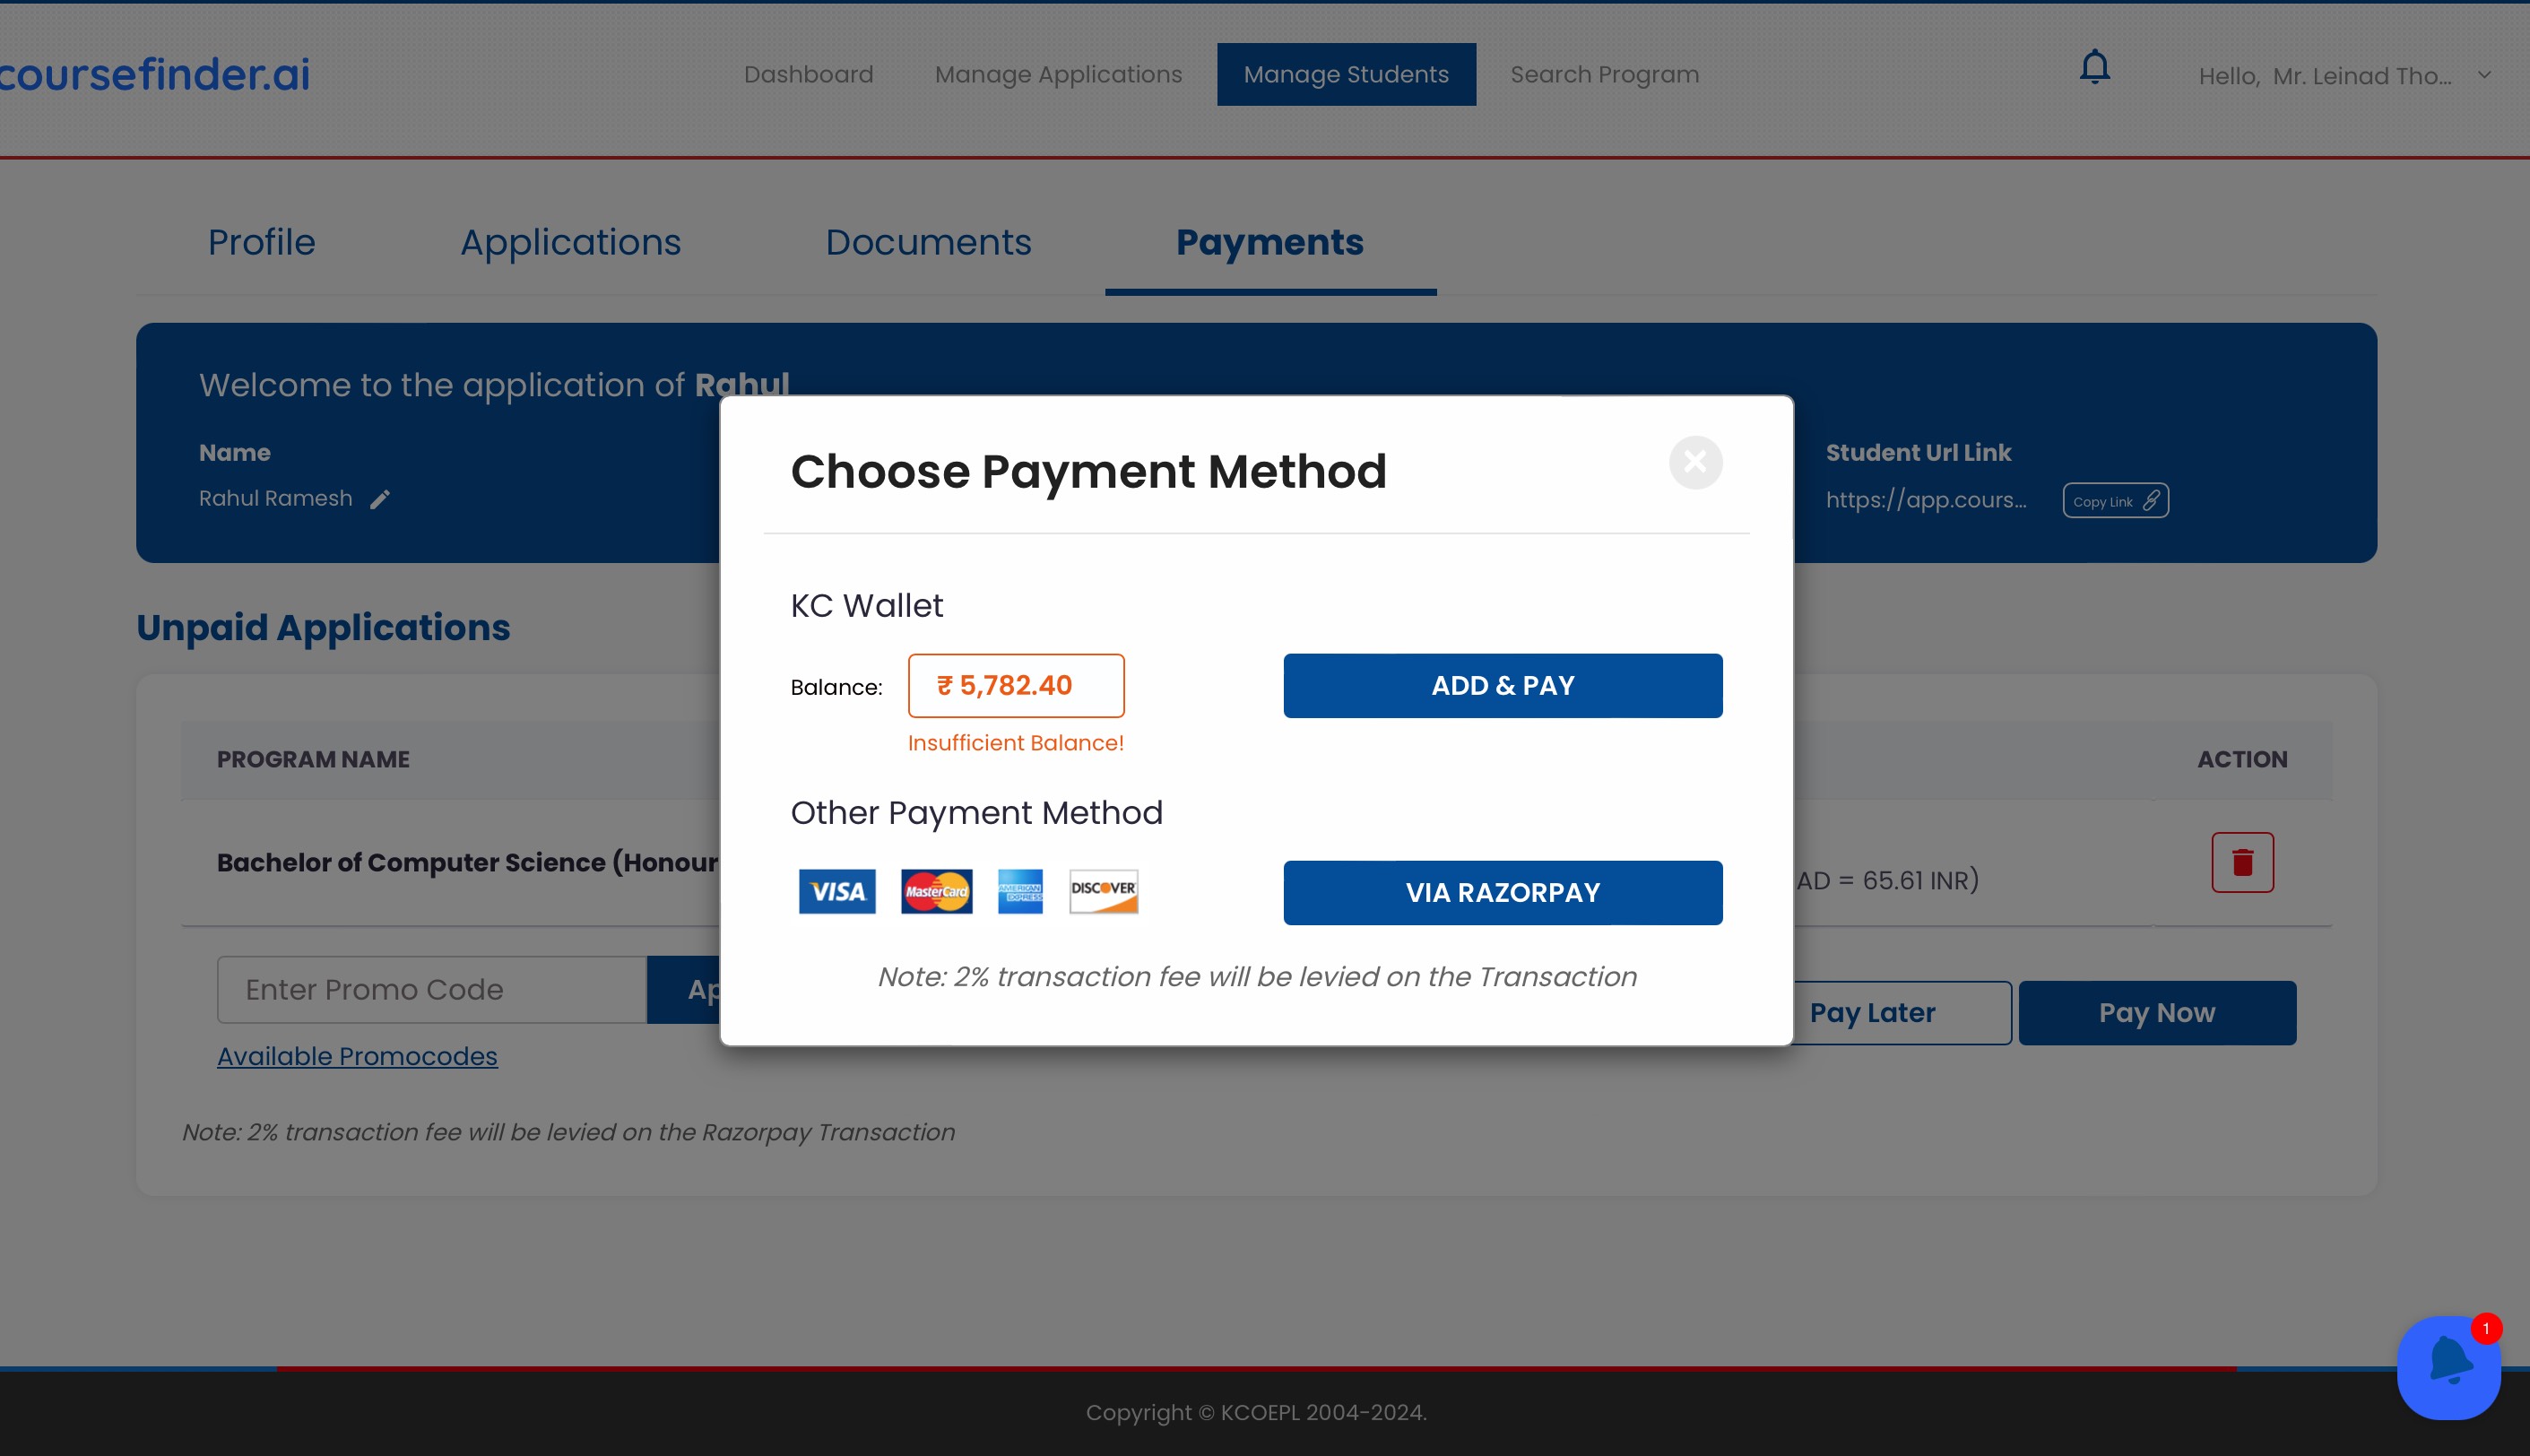 coursefinder.ai
Dashboard
Manage Applications
Manage Students
Search Program
Hello, Mr. Leinad Tho...
Profile
Applications
Documents
Payments
Welcome to the application of Rahul
Name
Rahul Ramesh
Student Url Link
https://app.cours...
Copy Link
Choose Payment Method
KC Wallet
Balance:
₹ 5,782.40
ADD & PAY
Insufficient Balance!
Other Payment Method
VISA
MasterCard
AMERICAN
EXPRESS
DISCOVER
VIA RAZORPAY
Note: 2% transaction fee will be levied on the Transaction
Unpaid Applications
PROGRAM NAME
ACTION
Bachelor of Computer Science (Honour
AD = 65.61 INR)
Enter Promo Code
Ap
Pay Later
Pay Now
Available Promocodes
Note: 2% transaction fee will be levied on the Razorpay Transaction
1
Copyright © KCOEPL 2004-2024.